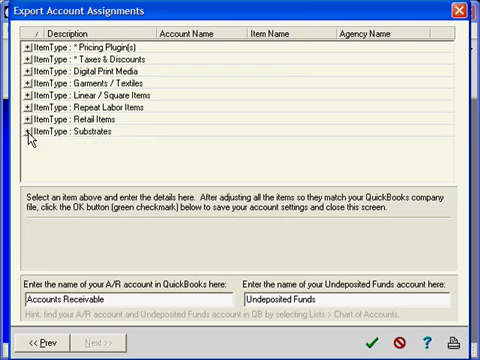 Export Account Assignments
/ Description Account Name Item Name Agency Name
ItemType : * Pricing Plugin(s)
ItemType : * Taxes & Discounts
ItemType : Digital Print Media
ItemType : Garments / Textiles
ItemType : Linear / Square Items
ItemType : Repeat Labor Items
ItemType : Retail Items
ItemType : Substrates
Select an item above and enter the details here. After adjusting all the items so they match your QuickBooks company
file, click the OK button (green checkmark) below to save your account settings and close this screen.
Enter the name of your A/R account in QuickBooks here: Enter the name of your Undeposited Funds account here:
Accounts Receivable Undeposited Funds
Hint: find your A/R account and Undeposited Funds account in QB by selecting Lists > Chart of Accounts.
<< Prev Next >> ?